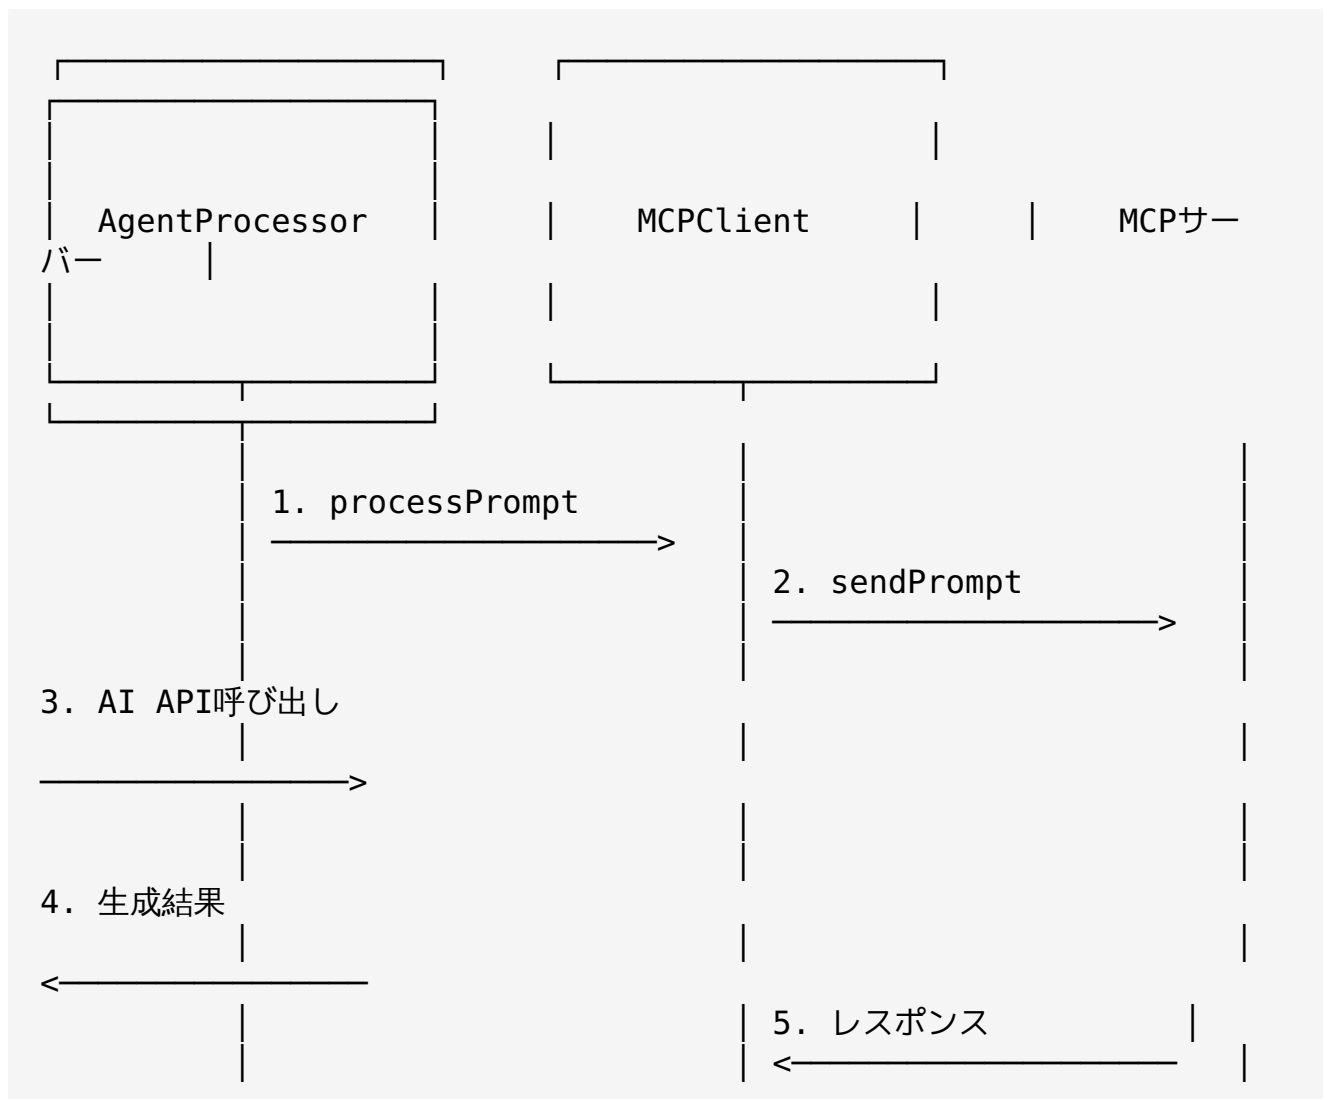 AgentProcessor MCPClient MCPサー
バー
1. processPrompt
2. sendPrompt
3. AI API呼び出し
4. 生成結果
5. レスポンス